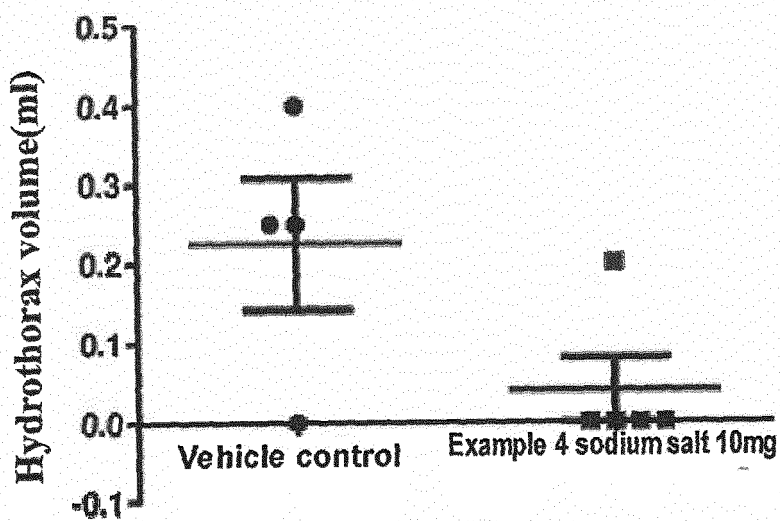 Hydrothorax volume(ml)
0.5
0.4
0.3
0.2
0.1
0.0
-0.1
Vehicle control
Example 4 sodium salt 10mg